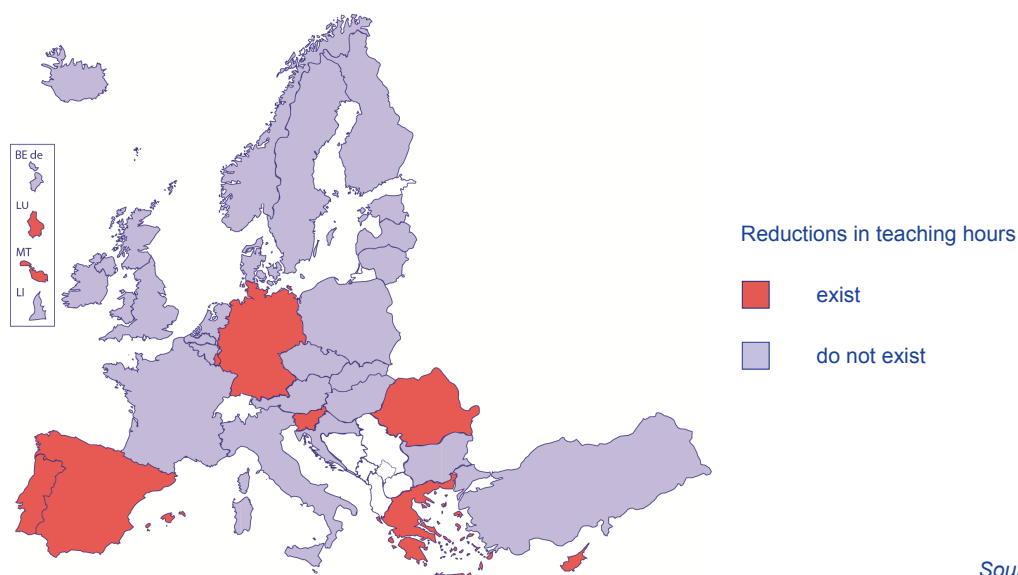 BE de
LU
MT
LI
Reductions in teaching hours
exist
do not exist